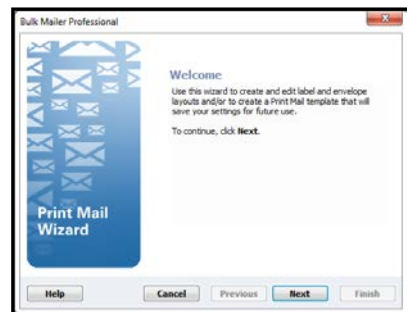 Bulk Mailer Professional
Welcome
Use this wizard to create and edit label and envelope
layouts and/or to create a Print Mail template that will
save your settings for future use.
To continue, click Next.
Print Mail
Wizard
Help
Cancel
Previous
Next
Finish